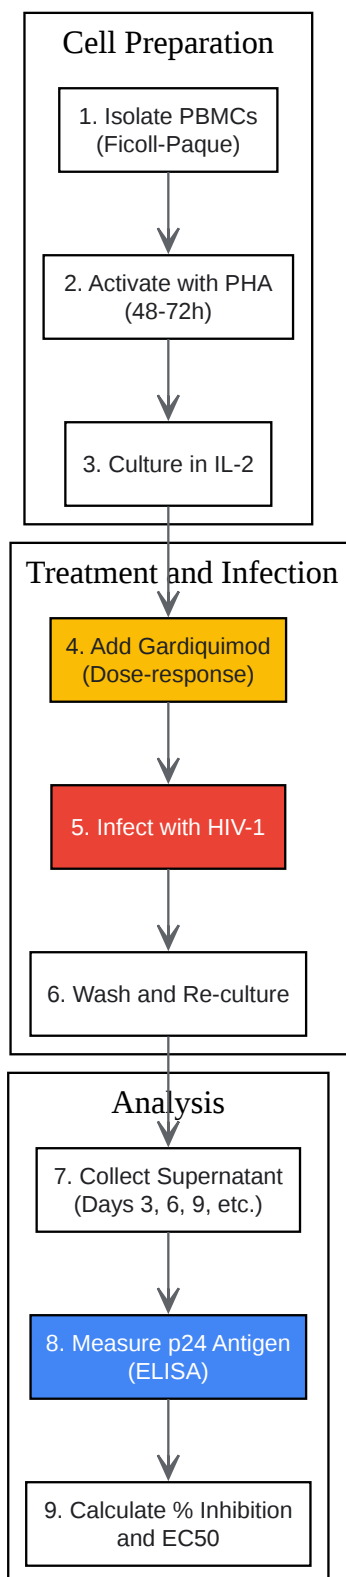 Cell Preparation
1. Isolate PBMCs
(Ficoll-Paque)
2. Activate with PHA
(48-72h)
3. Culture in IL-2
Treatment and Infection
4. Add Gardiquimod
(Dose-response)
5. Infect with HIV-1
6. Wash and Re-culture
Analysis
7. Collect Supernatant
(Days 3, 6, 9, etc.)
8. Measure p24 Antigen
(ELISA)
9. Calculate % Inhibition
and EC50